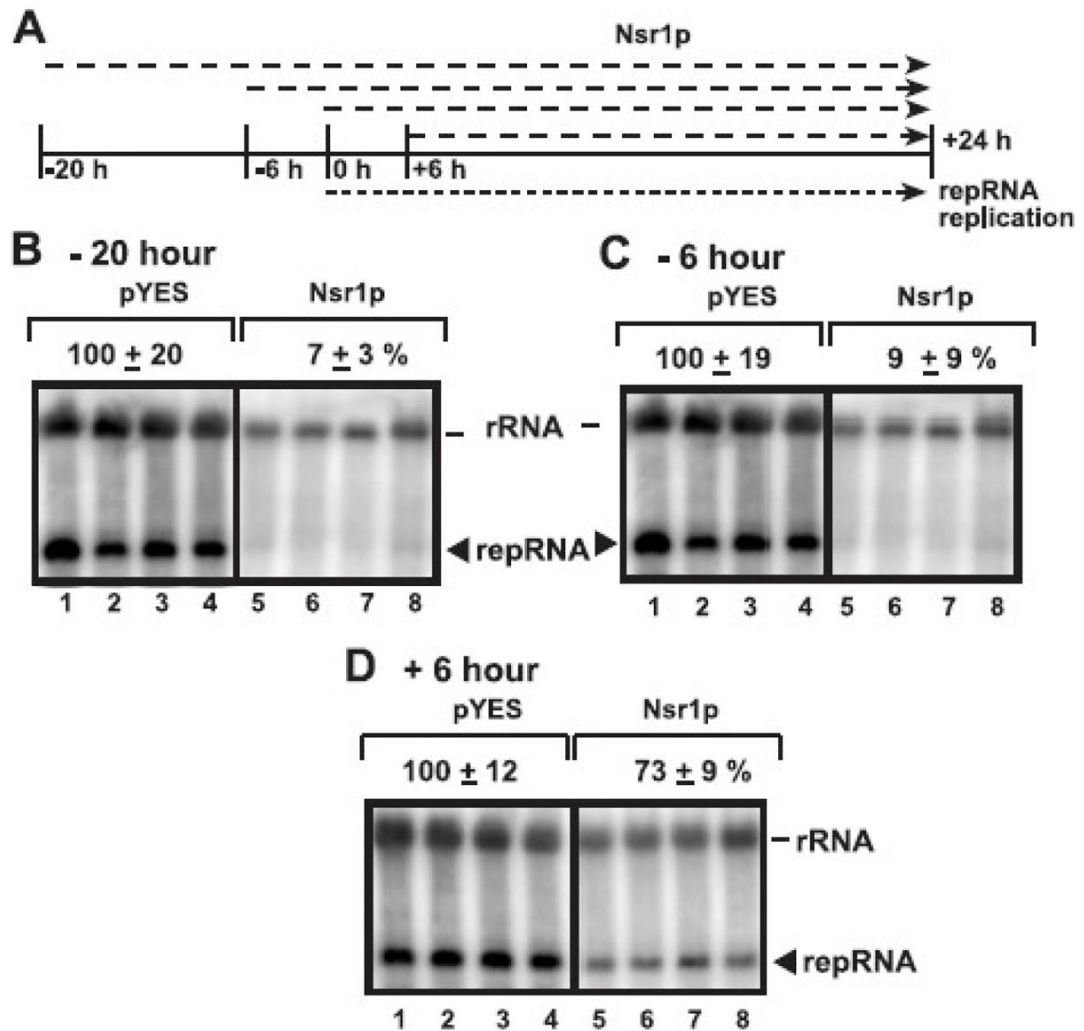 A
Nsr1p
-20 h
-6 h
0 h
+6 h
+24 h
repRNA
replication
B - 20 hour
pYES Nsr1p
100 ± 20 7 ± 3 %
rRNA
repRNA
1 2 3 4 5 6 7 8
C - 6 hour
pYES Nsr1p
100 ± 19 9 ± 9 %
1 2 3 4 5 6 7 8
D + 6 hour
pYES Nsr1p
100 ± 12 73 ± 9 %
rRNA
repRNA
1 2 3 4 5 6 7 8